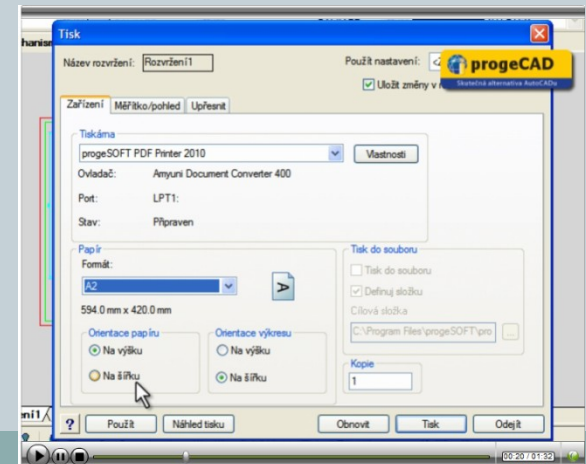 Tisk
hanism
Název rozvržení: Rozvržení1
Použít nastavení:
progeCAD
Skutečná alternativa AutoCADu
Uložit změny v
Zařízení Měřítko/pohled Upřesnit
Tiskárna
progeSOFT PDF Printer 2010
Vlastnosti
Ovladač: Amyuni Document Converter 400
Port: LPT1:
Stav: Připraven
Papír
Formát:
A2
A
594.0 mm x 420.0 mm
Orientace papíru
Na výšku
Na šířku
Orientace výkresu
Na výšku
Na šířku
Tisk do souboru
Tisk do souboru
Definuj složku
Cílová složka
C:\Program Files\progeSOFT\pro ...
Kopie
1
ení1
? Použít Náhled tisku Obnovit Tisk Odejít
00:20 / 01:32